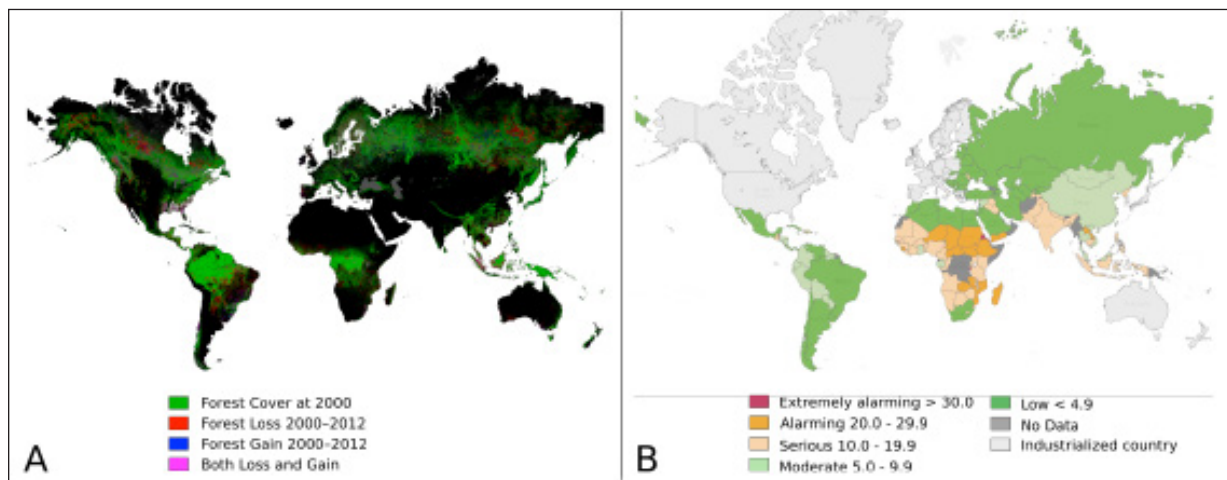 Forest Cover at 2000
Forest Loss 2000–2012
Forest Gain 2000–2012
Both Loss and Gain
A
Extremely alarming > 30.0
Alarming 20.0 - 29.9
Serious 10.0 - 19.9
Moderate 5.0 - 9.9
Low < 4.9
No Data
Industrialized country
B